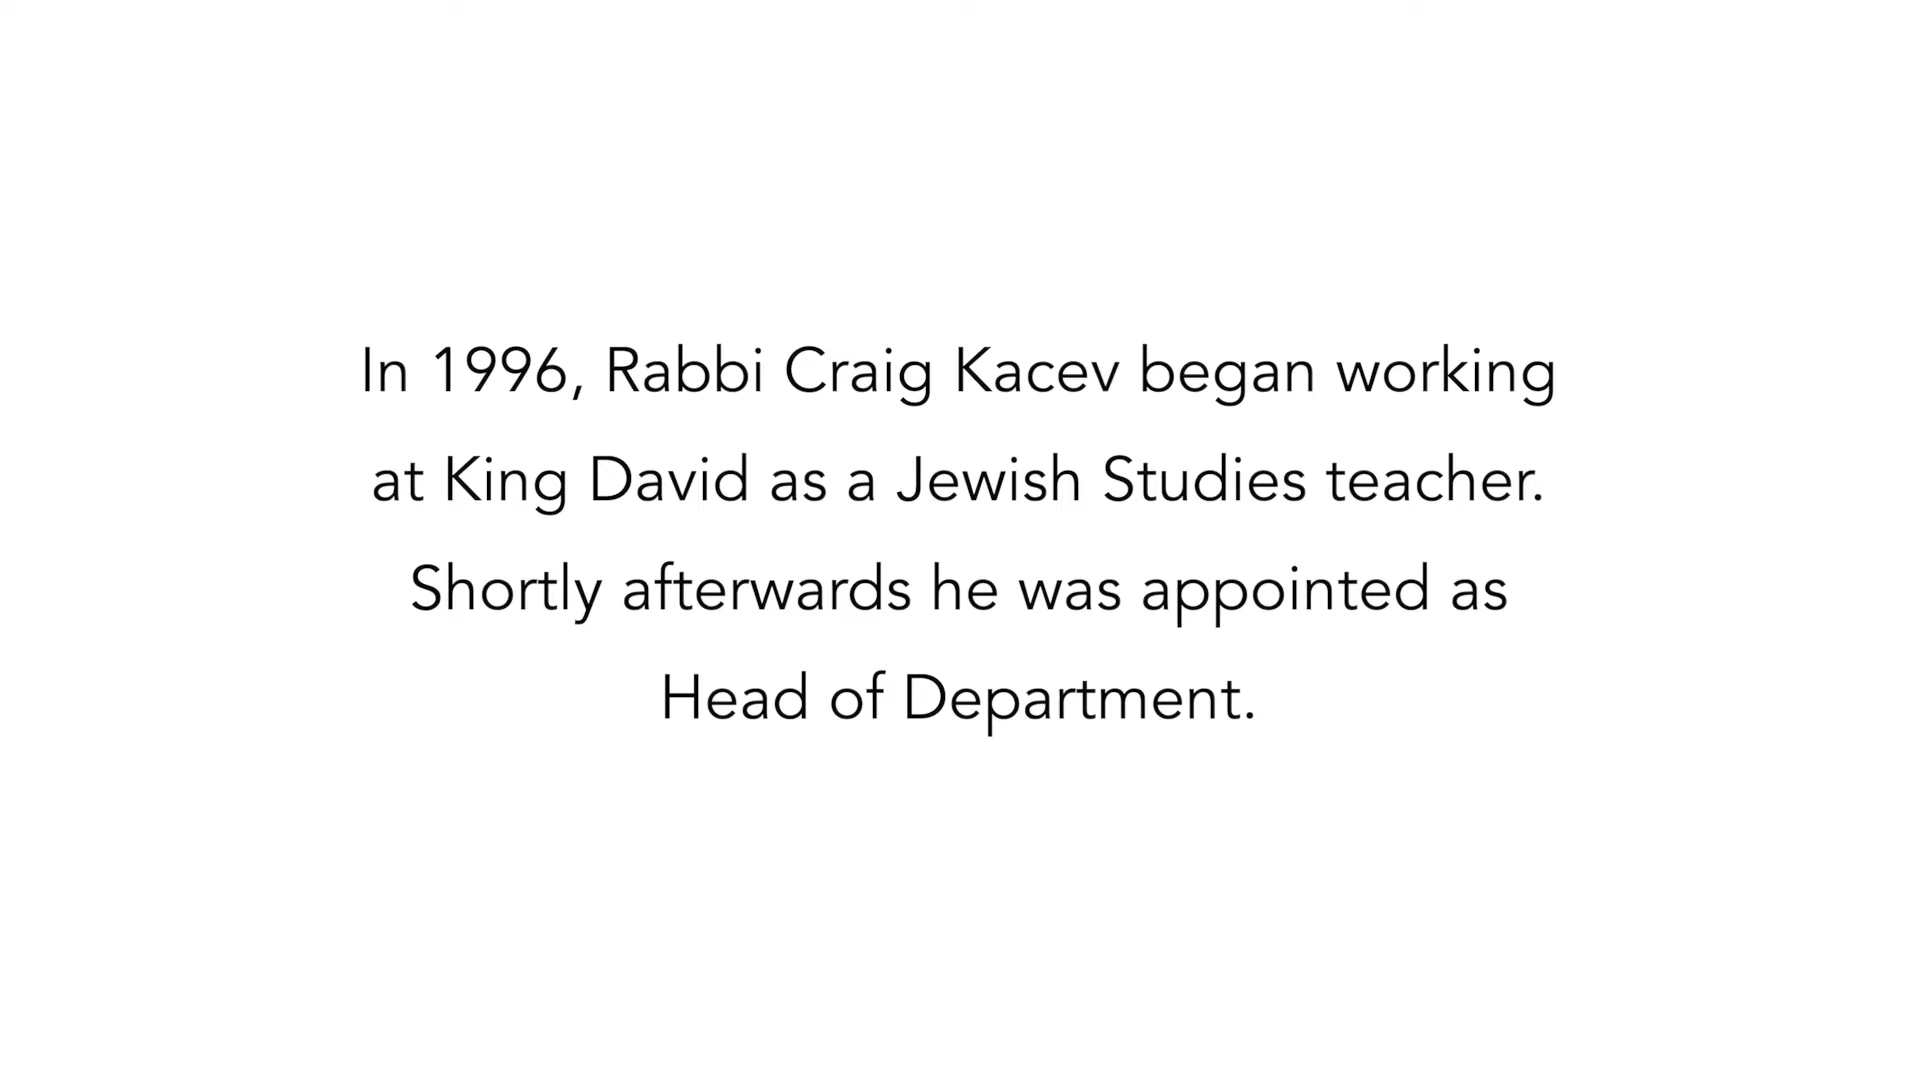 In 1996, Rabbi Craig Kacev began working
at King David as a Jewish Studies teacher.
Shortly afterwards he was appointed as
Head of Department.